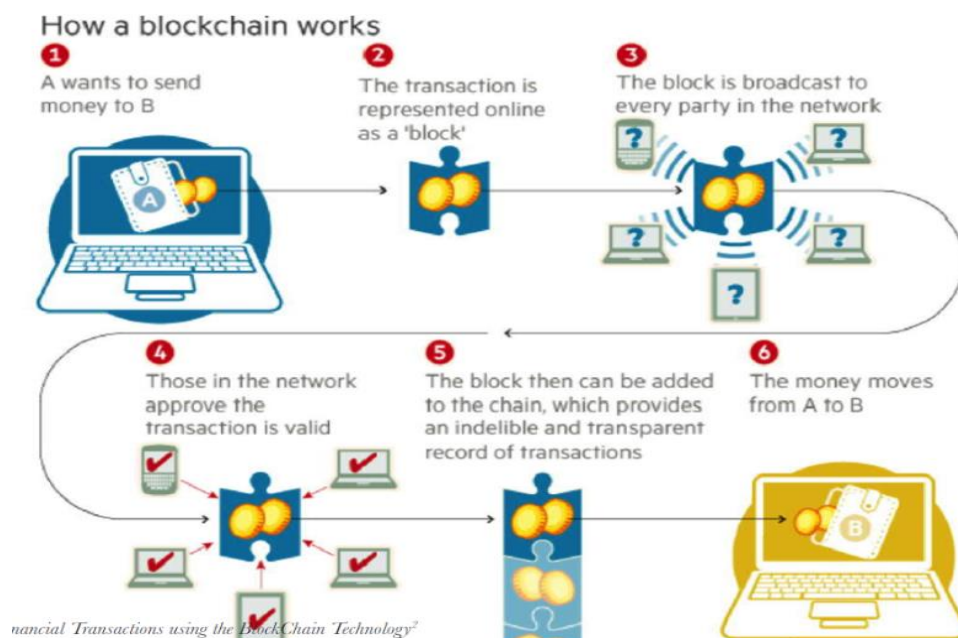 How a blockchain works
1
A wants to send
money to B
2
The transaction is
represented online
as a 'block'
3
The block is broadcast to
every party in the network
A
?
?
?
?
?
4
Those in the network
approve the
transaction is valid
5
The block then can be added
to the chain, which provides
an indelible and transparent
record of transactions
6
The money moves
from A to B
B
nancial Transactions using the BlockChain Technology²